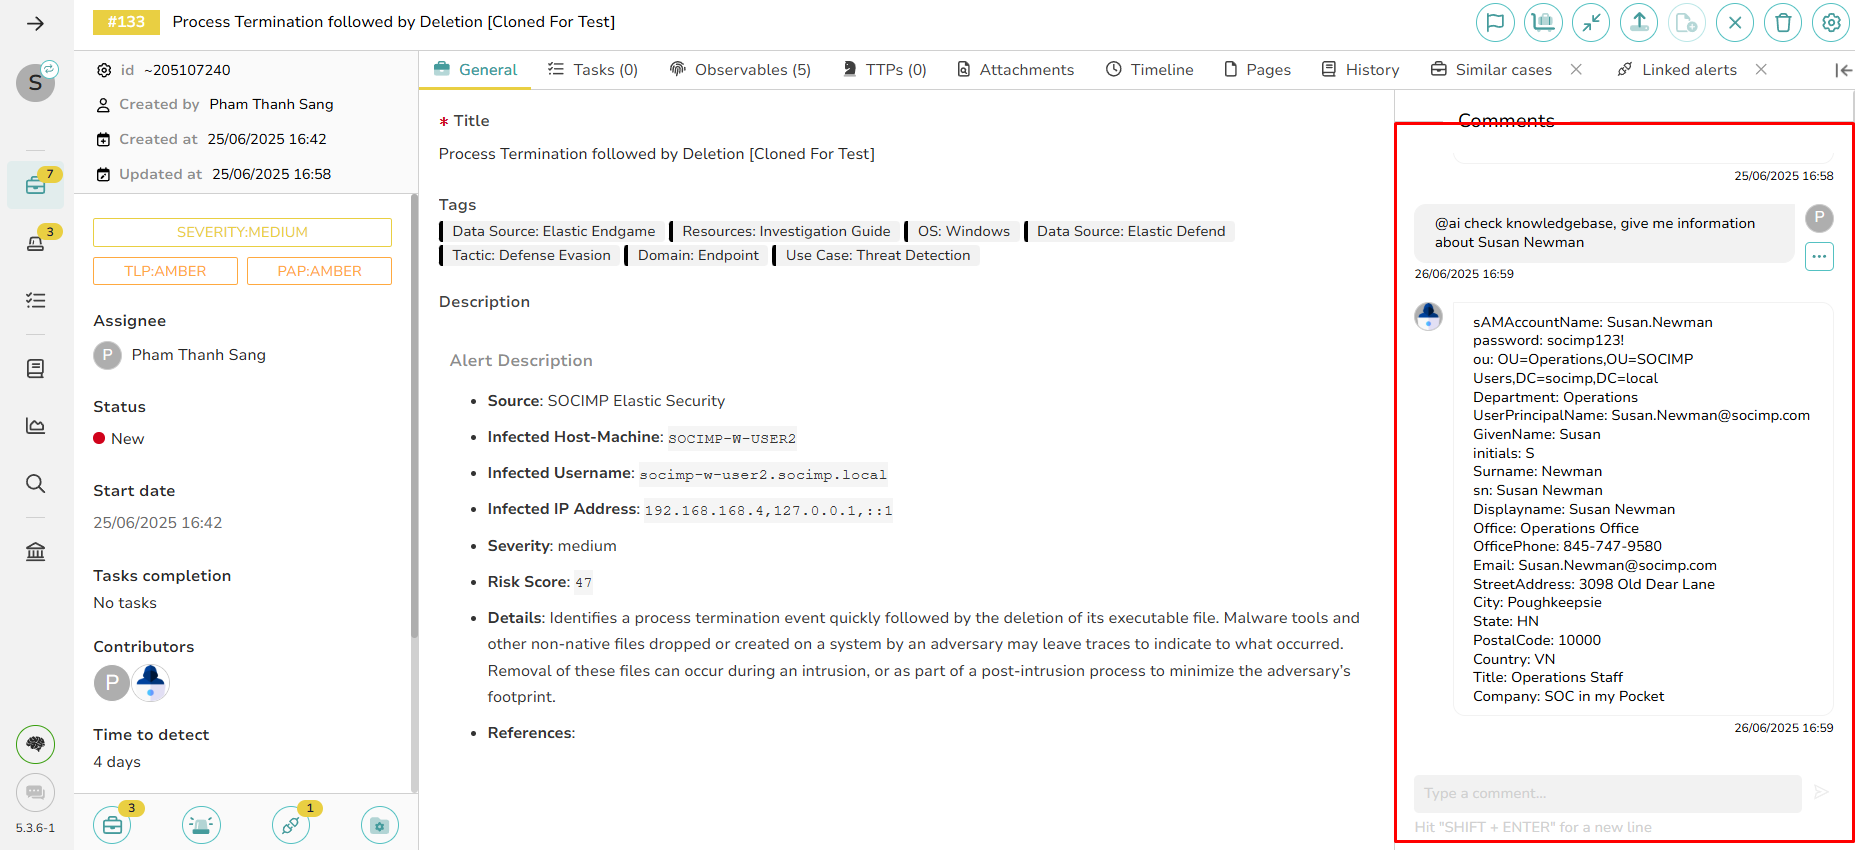 #133 Process Termination followed by Deletion [Cloned For Test]
S
7
3
5.3.6-1
id ~205107240
Created by Pham Thanh Sang
Created at 25/06/2025 16:42
Updated at 25/06/2025 16:58
SEVERITY:MEDIUM
TLP:AMBER PAP:AMBER
Assignee
P Pham Thanh Sang
Status
New
Start date
25/06/2025 16:42
Tasks completion
No tasks
Contributors
P
Time to detect
4 days
3 1
General Tasks (0) Observables (5) TTPs (0) Attachments Timeline Pages History Similar cases Linked alerts
* Title
Process Termination followed by Deletion [Cloned For Test]
Tags
Data Source: Elastic Endgame Resources: Investigation Guide OS: Windows Data Source: Elastic Defend
Tactic: Defense Evasion Domain: Endpoint Use Case: Threat Detection
Description
Alert Description
• Source: SOCIMP Elastic Security
• Infected Host-Machine: SOCIMP-W-USER2
• Infected Username: socimp-w-user2.socimp.local
• Infected IP Address: 192.168.168.4,127.0.0.1,::1
• Severity: medium
• Risk Score: 47
• Details: Identifies a process termination event quickly followed by the deletion of its executable file. Malware tools and
other non-native files dropped or created on a system by an adversary may leave traces to indicate to what occurred.
Removal of these files can occur during an intrusion, or as part of a post-intrusion process to minimize the adversary's
footprint.
• References:
Comments
25/06/2025 16:58
@ai check knowledgebase, give me information
about Susan Newman
P
...
26/06/2025 16:59
sAMAccountName: Susan.Newman
password: socimp123!
ou: OU=Operations,OU=SOCIMP
Users,DC=socimp,DC=local
Department: Operations
UserPrincipalName: Susan.Newman@socimp.com
GivenName: Susan
initials: S
Surname: Newman
sn: Susan Newman
Displayname: Susan Newman
Office: Operations Office
OfficePhone: 845-747-9580
Email: Susan.Newman@socimp.com
StreetAddress: 3098 Old Dear Lane
City: Poughkeepsie
State: HN
PostalCode: 10000
Country: VN
Title: Operations Staff
Company: SOC in my Pocket
26/06/2025 16:59
Type a comment...
Hit "SHIFT + ENTER" for a new line